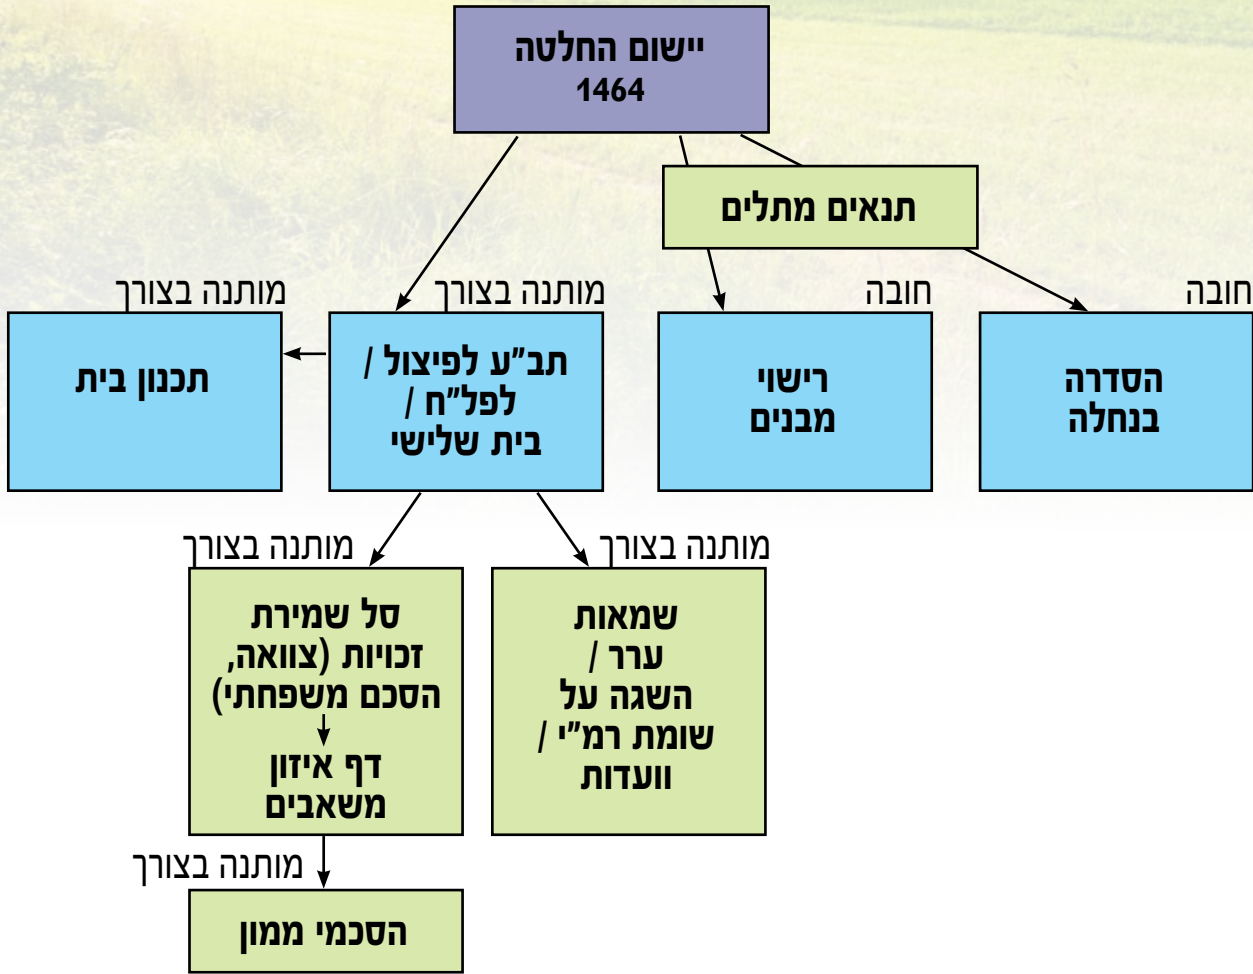 יישום החלטה
1464
תנאים מתלים
חובה
הסדרה
בנחלה
חובה
רישוי
מבנים
מותנה בצורך
תב"ע לפיצול /
לפל"ח /
בית שלישי
מותנה בצורך
תכנון בית
מותנה בצורך
שמאות
ערר /
השגה על
שומת רמ"י /
וועדות
מותנה בצורך
סל שמירת
זכויות (צוואה,
הסכם משפחתי)
דף איזון
משאבים
מותנה בצורך
הסכמי ממון